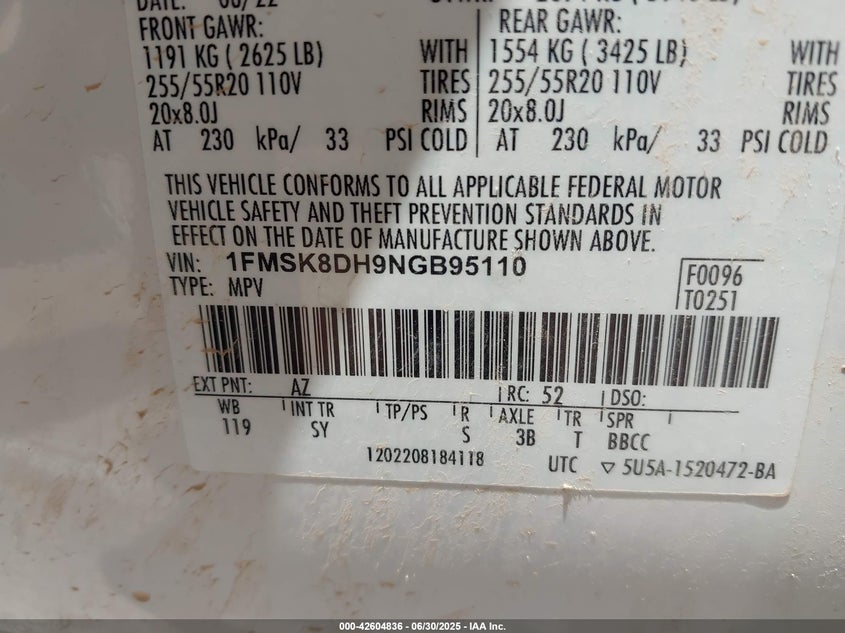 DATE: 08/22
FRONT GAWR:
1191 KG ( 2625 LB) WITH
255/55R20 110V TIRES
20x8.0J RIMS
AT 230 kPa/ 33 PSI COLD
REAR GAWR:
1554 KG ( 3425 LB) WITH
255/55R20 110V TIRES
20x8.0J RIMS
AT 230 kPa/ 33 PSI COLD
THIS VEHICLE CONFORMS TO ALL APPLICABLE FEDERAL MOTOR
VEHICLE SAFETY AND THEFT PREVENTION STANDARDS IN
EFFECT ON THE DATE OF MANUFACTURE SHOWN ABOVE.
VIN: 1FMSK8DH9NGB95110
TYPE: MPV
F0096
T0251
EXT PNT: AZ RC: 52 DSO:
WB INT TR TP/PS R AXLE TR SPR
119 SY S 3B T BBCC
1202208184118 UTC ▽ 5U5A-1520472-BA
000-42604836 - 06/30/2025 - IAA Inc.